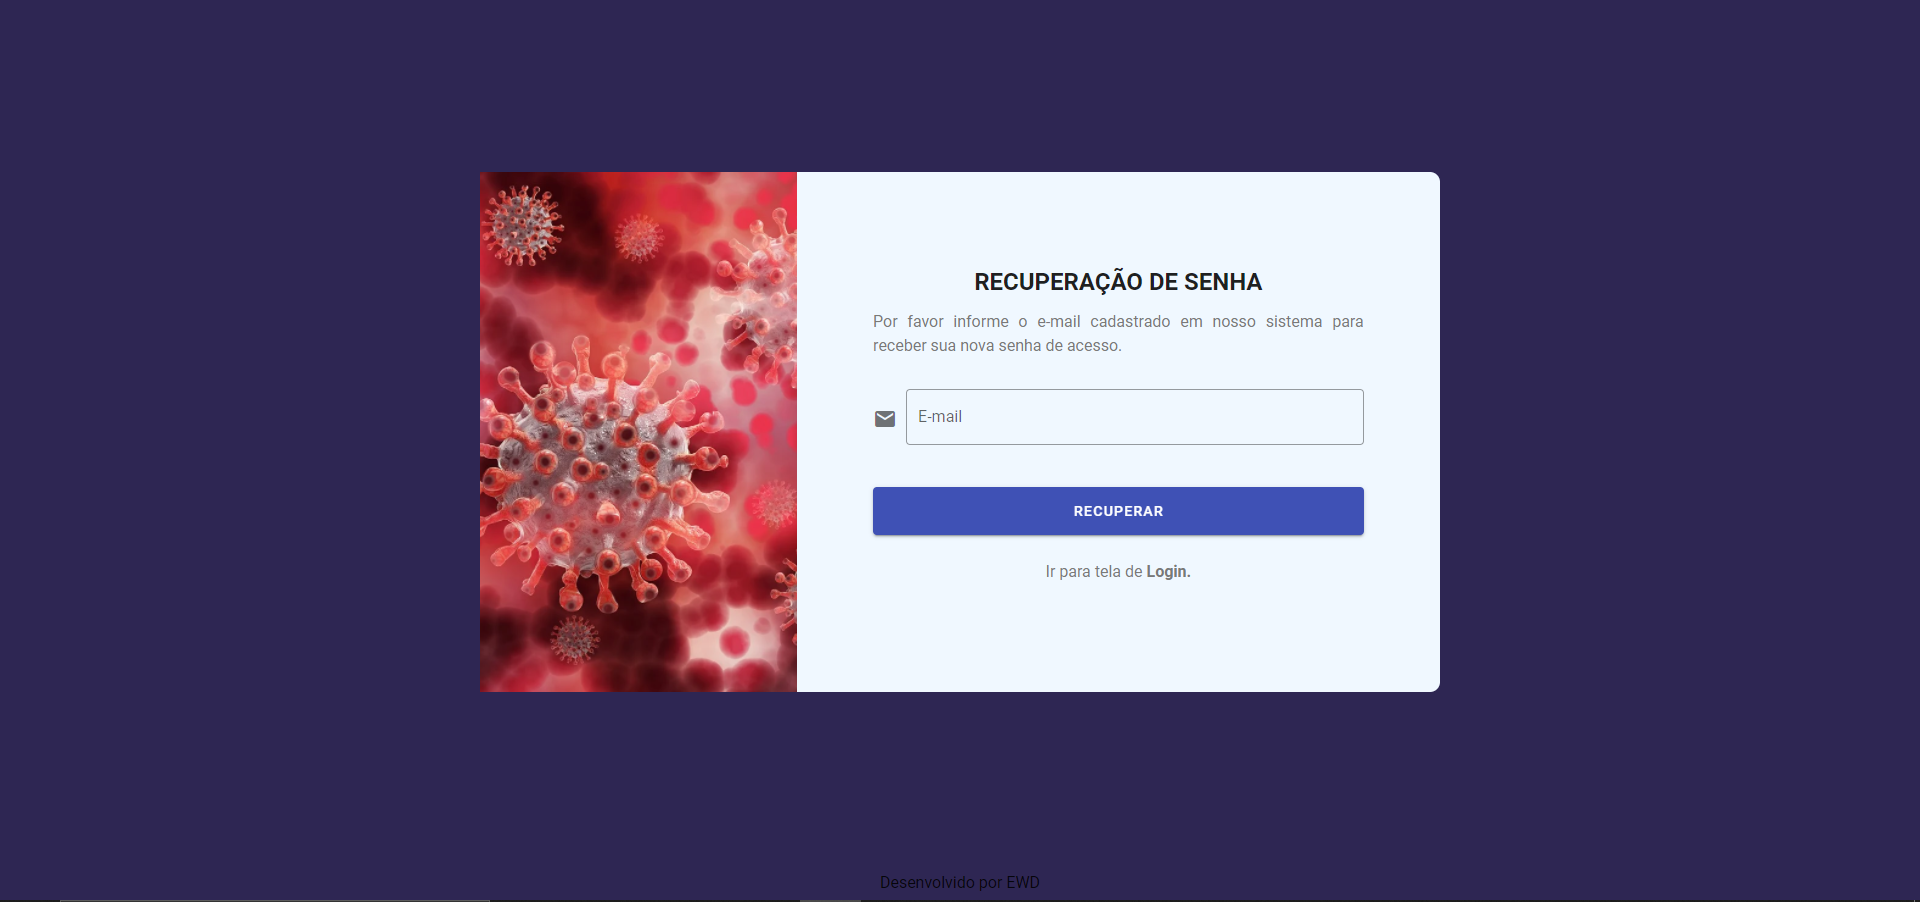 RECUPERAÇÃO DE SENHA
Por favor informe o e-mail cadastrado em nosso sistema para
receber sua nova senha de acesso.
E-mail
RECUPERAR
Ir para tela de Login.
Desenvolvido por EWD